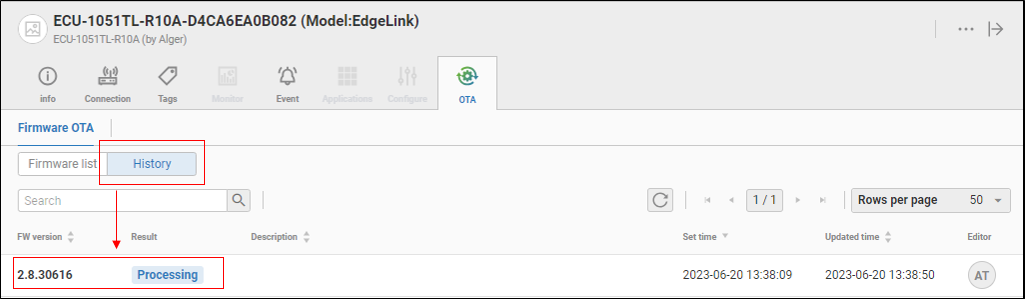 ECU-1051TL-R10A-D4CA6EA0B082 (Model:EdgeLink)
ECU-1051TL-R10A (by Alger)
info Connection Tags Monitor Event Applications Configure OTA
Firmware OTA
Firmware list History
Search 1 / 1 Rows per page 50
FW version Result Description Set time Updated time Editor
2.8.30616 Processing 2023-06-20 13:38:09 2023-06-20 13:38:50 AT